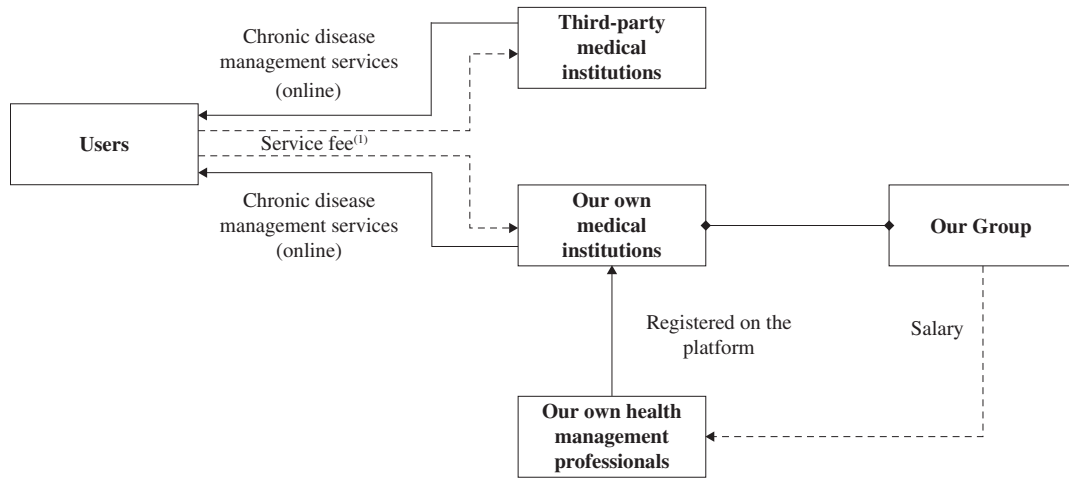 Chronic disease
management services
(online)
Third-party
medical
institutions
Users
Service fee(1)
Chronic disease
management services
(online)
Our own
medical
institutions
Our Group
Registered on the
platform
Salary
Our own health
management
professionals